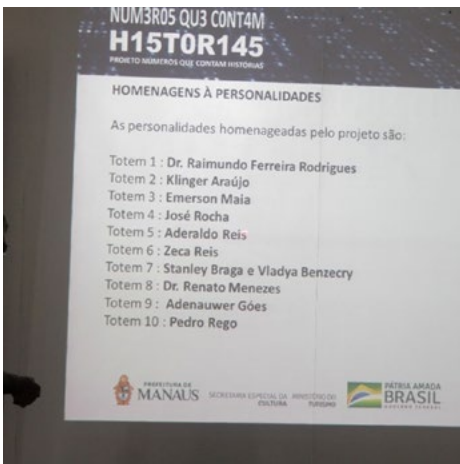 NÚM3R05 QU3 C0NT4M
H15T0R145
PROJETO NÚMEROS QUE CONTAM HISTÓRIAS
HOMENAGENS À PERSONALIDADES
As personalidades homenageadas pelo projeto são:
Totem 1 : Dr. Raimundo Ferreira Rodrigues
Totem 2 : Klinger Araújo
Totem 3 : Emerson Maia
Totem 4 : José Rocha
Totem 5 : Aderaldo Reis
Totem 6 : Zeca Reis
Totem 7 : Stanley Braga e Vladya Benzecry
Totem 8 : Dr. Renato Menezes
Totem 9 : Adenauwer Góes
Totem 10 : Pedro Rego
PREFEITURA DE
MANAUS
SECRETARIA ESPECIAL DA
CULTURA
MINISTÉRIO DO
TURISMO
PÁTRIA AMADA
BRASIL
GOVERNO FEDERAL